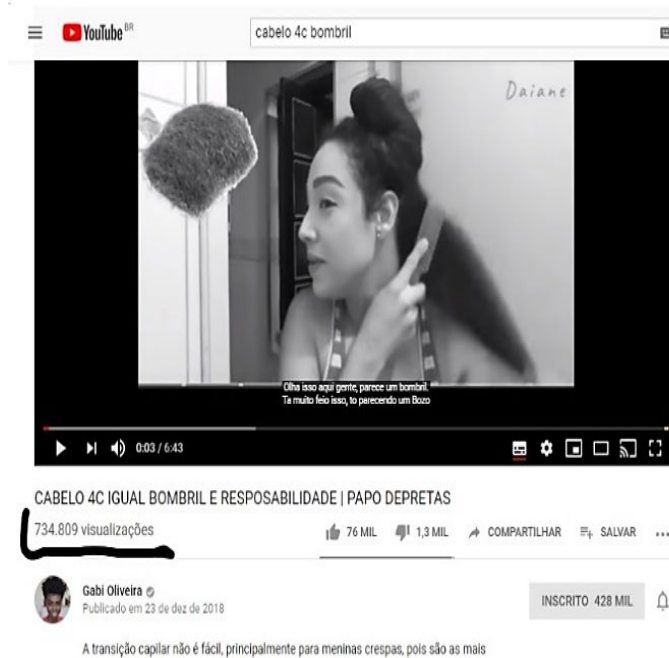 YouTube BR
cabelo 4c bombril
Daiane
Olha isso aqui gente, parece um bombril.
Ta muito feio isso, to parecendo um Bozo
0:03 / 6:43
CABELO 4C IGUAL BOMBRIL E RESPOSABILIDADE | PAPO DEPRETAS
734.809 visualizações
76 MIL
1,3 MIL
COMPARTILHAR
SALVAR
Gabi Oliveira
Publicado em 23 de dez de 2018
INSCRITO 428 MIL
A transição capilar não é fácil, principalmente para meninas crespas, pois são as mais